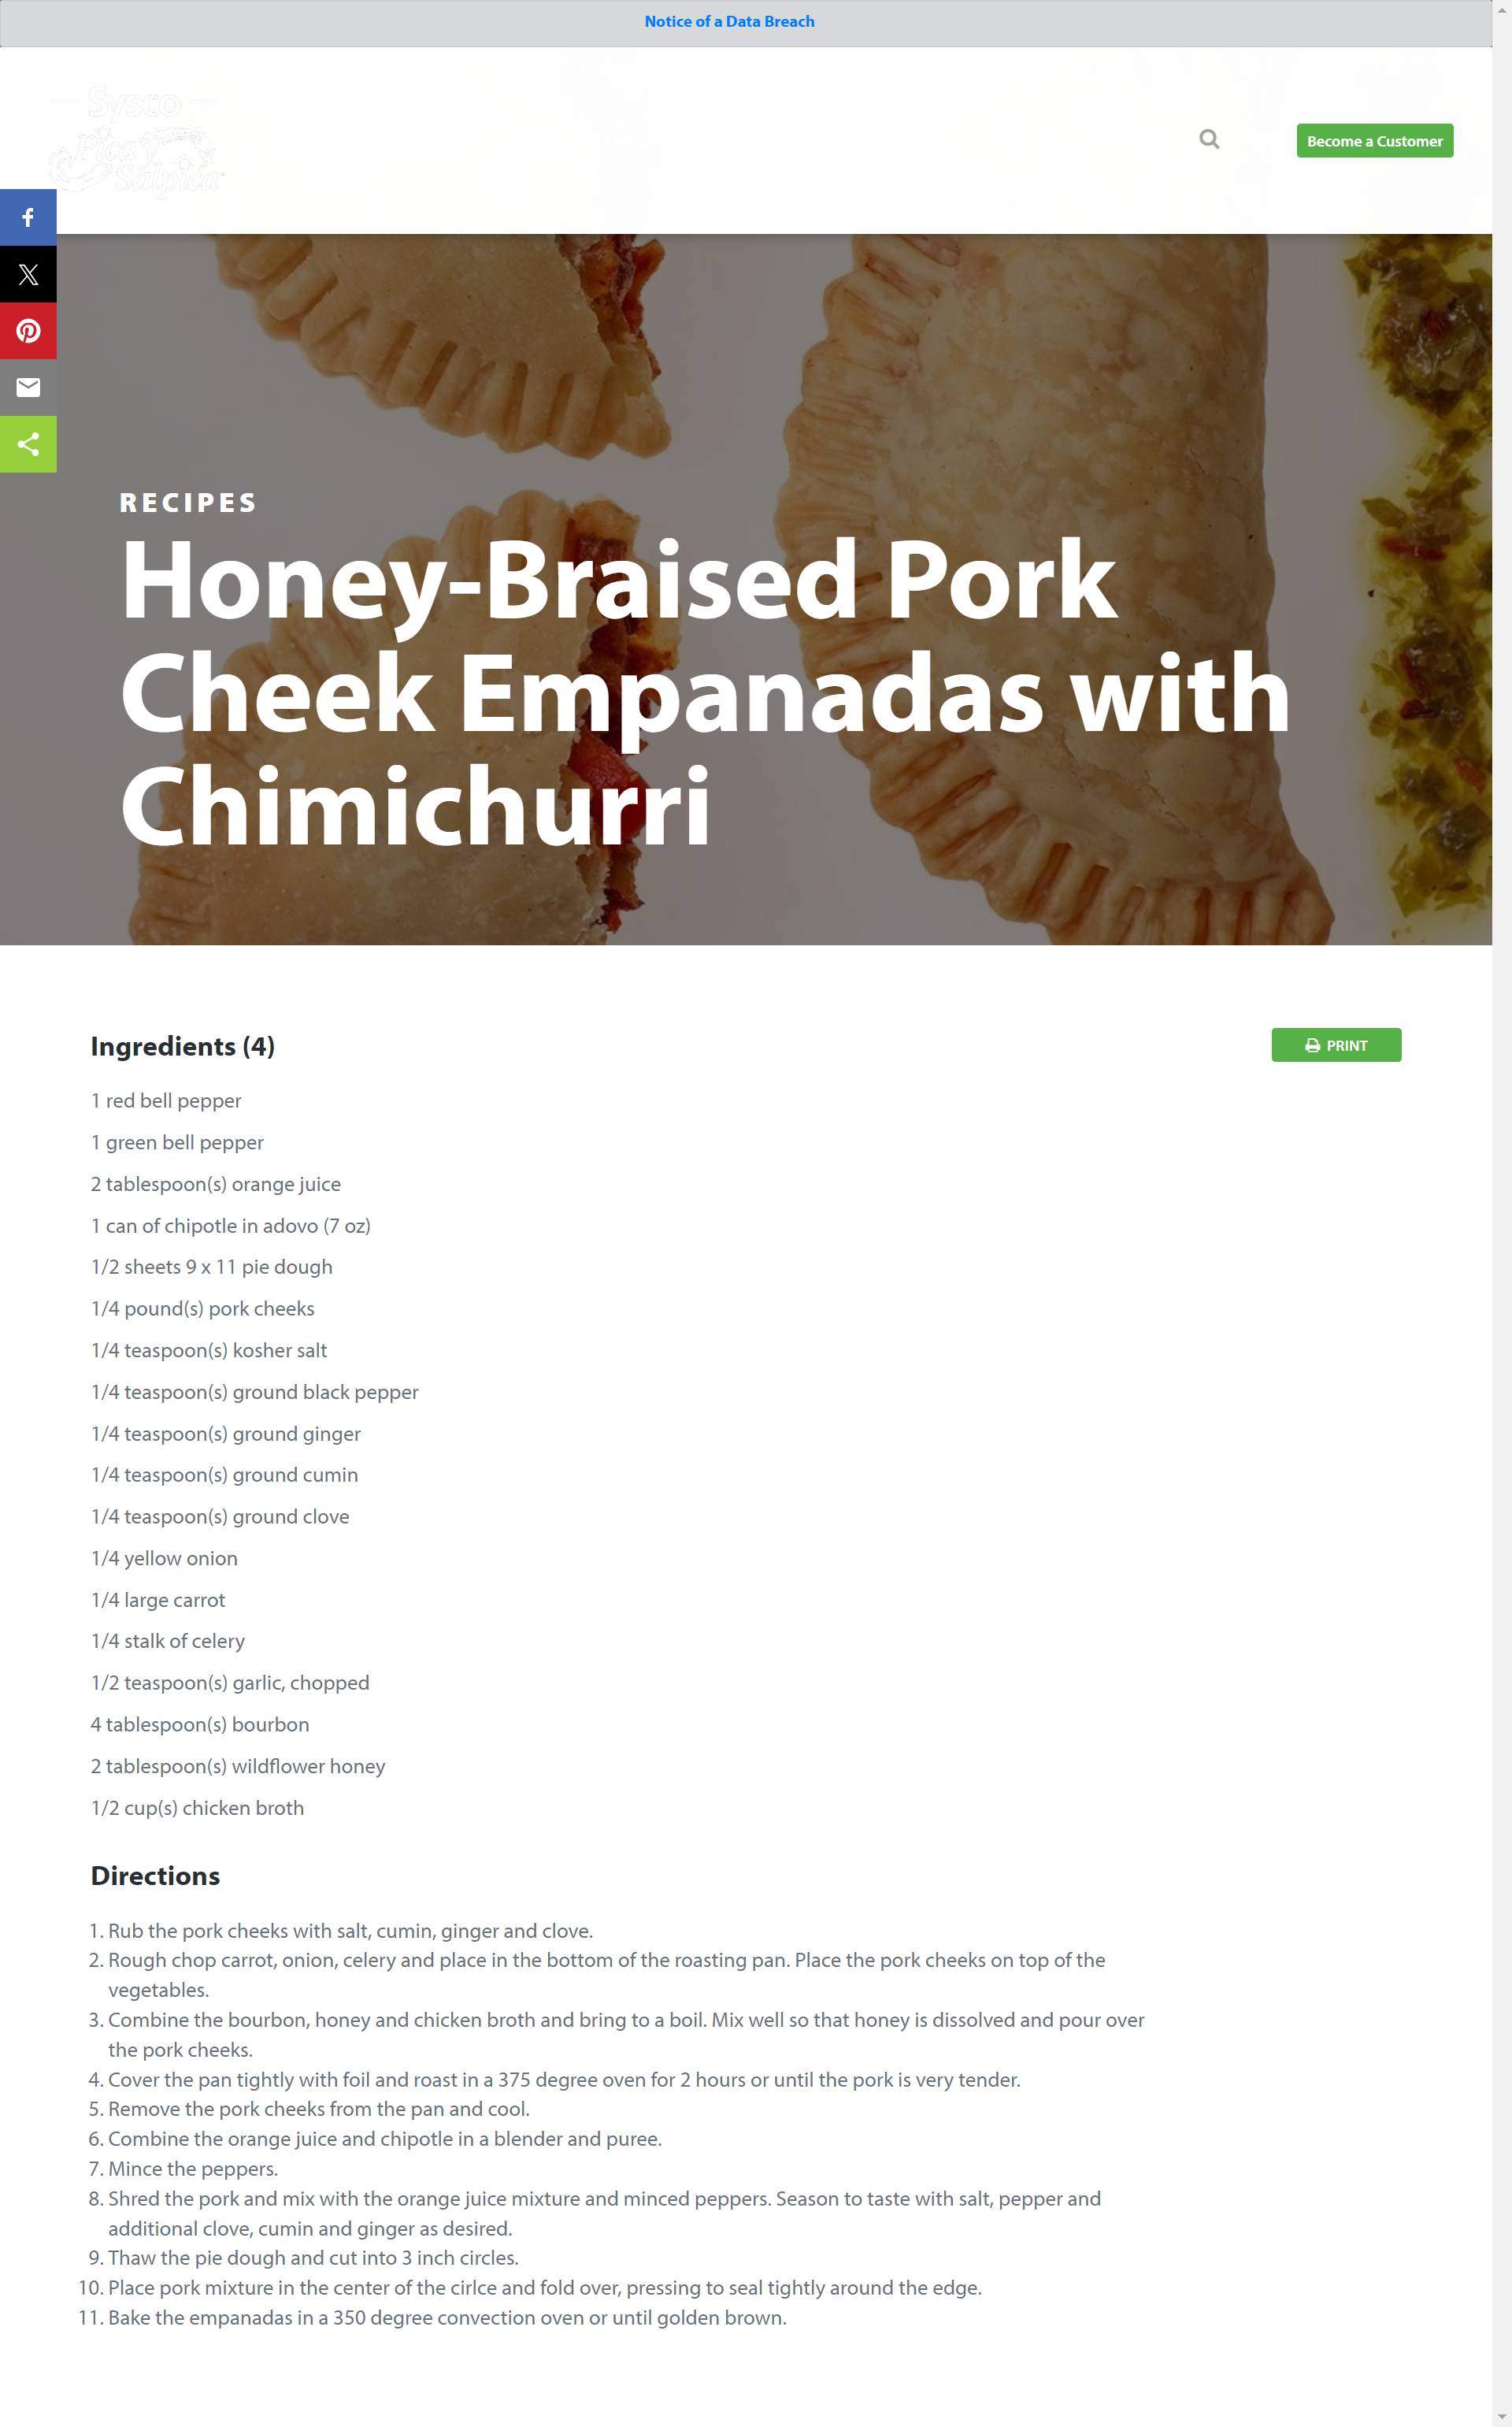 Notice of a Data Breach
Sysco
Pica y
Salpica
Become a Customer
RECIPES
Honey-Braised Pork
Cheek Empanadas with
Chimichurri
Ingredients (4)
PRINT
1 red bell pepper
1 green bell pepper
2 tablespoon(s) orange juice
1 can of chipotle in adovo (7 oz)
1/2 sheets 9 x 11 pie dough
1/4 pound(s) pork cheeks
1/4 teaspoon(s) kosher salt
1/4 teaspoon(s) ground black pepper
1/4 teaspoon(s) ground ginger
1/4 teaspoon(s) ground cumin
1/4 teaspoon(s) ground clove
1/4 yellow onion
1/4 large carrot
1/4 stalk of celery
1/2 teaspoon(s) garlic, chopped
4 tablespoon(s) bourbon
2 tablespoon(s) wildflower honey
1/2 cup(s) chicken broth
Directions
1. Rub the pork cheeks with salt, cumin, ginger and clove.
2. Rough chop carrot, onion, celery and place in the bottom of the roasting pan. Place the pork cheeks on top of the
vegetables.
3. Combine the bourbon, honey and chicken broth and bring to a boil. Mix well so that honey is dissolved and pour over
the pork cheeks.
4. Cover the pan tightly with foil and roast in a 375 degree oven for 2 hours or until the pork is very tender.
5. Remove the pork cheeks from the pan and cool.
6. Combine the orange juice and chipotle in a blender and puree.
7. Mince the peppers.
8. Shred the pork and mix with the orange juice mixture and minced peppers. Season to taste with salt, pepper and
additional clove, cumin and ginger as desired.
9. Thaw the pie dough and cut into 3 inch circles.
10. Place pork mixture in the center of the cirlce and fold over, pressing to seal tightly around the edge.
11. Bake the empanadas in a 350 degree convection oven or until golden brown.